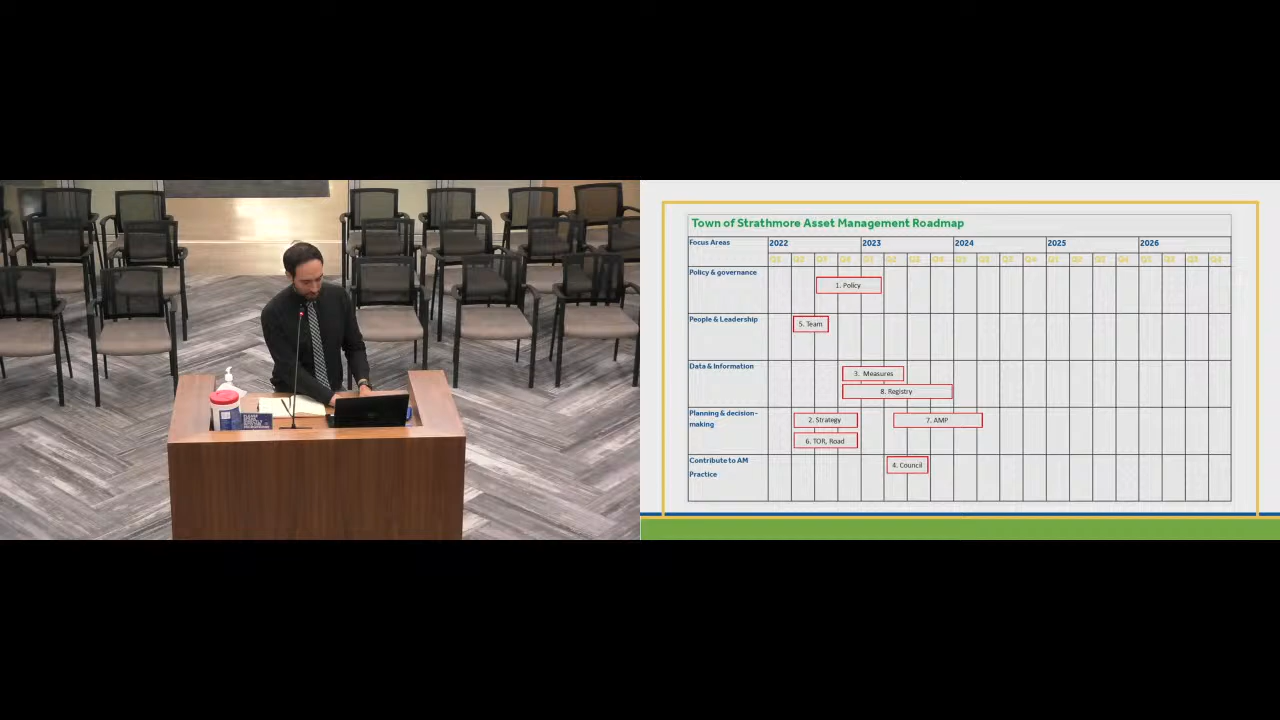 Town of Strathmore Asset Management Roadmap
Focus Areas 2022 2023 2024 2025 2026
Policy & governance
1. Policy
People & Leadership
5. Team
Data & Information
3. Measures
8. Registry
Planning & decision-
making
2. Strategy
7. AMP
6. TOR, Road
Contribute to AM
Practice
4. Council